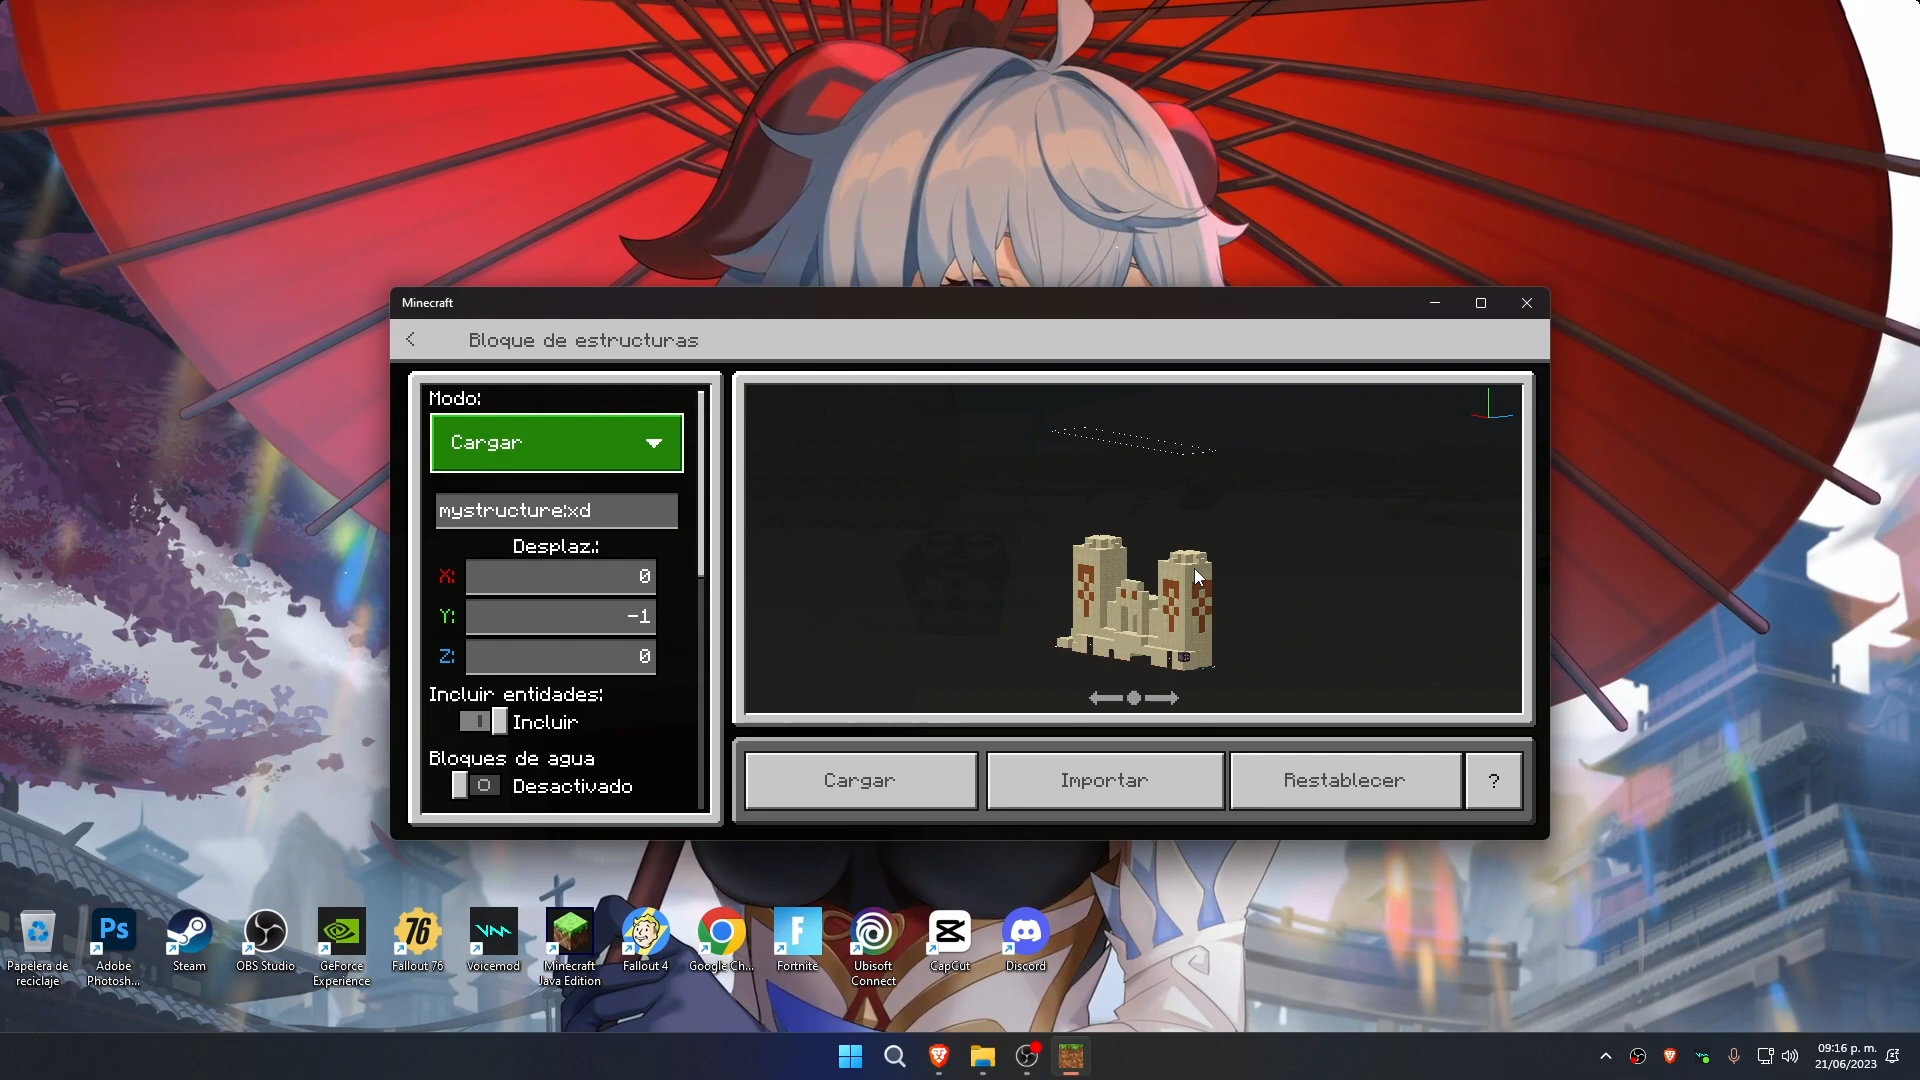 Minecraft
Bloque de estructuras
Modo:
Cargar
mystructure:xd
Desplaz.:
X: 0
Y: -1
Z: 0
Incluir entidades:
Incluir
Bloques de agua
Desactivado
Cargar
Importar
Restablecer
?
Papelera de reciclaje
Ps
Adobe Photosh...
Steam
OBS Studio
GeForce Experience
76
Fallout 76
Voicemod
Minecraft Java Edition
Fallout 4
Google Ch...
F
Fortnite
Ubisoft Connect
CapCut
Discord
09:16 p. m.
21/06/2023